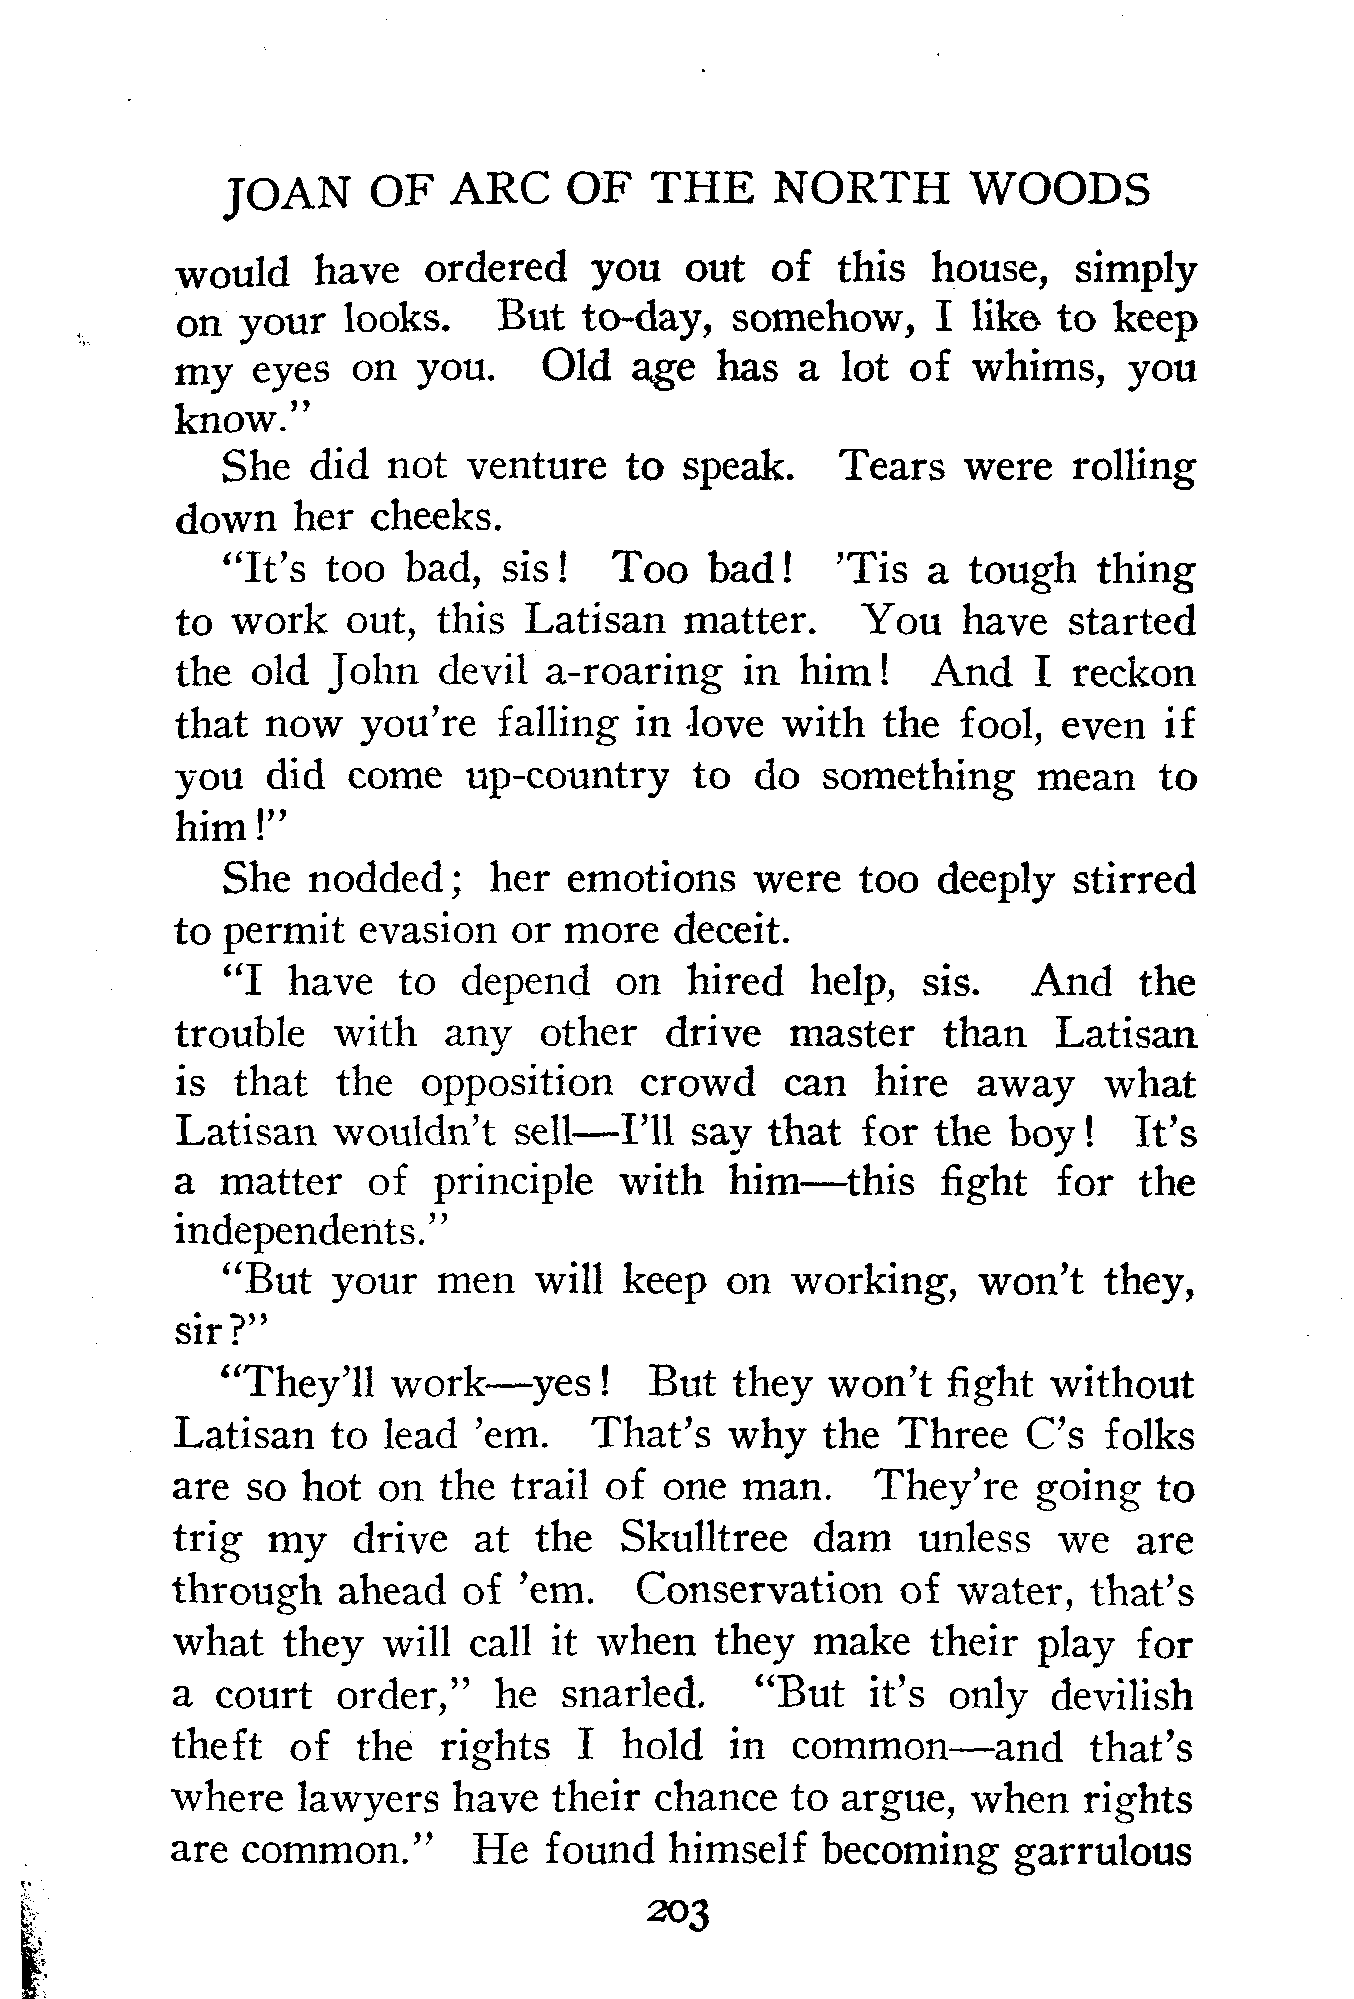 JOAN OF ARC OF THE NORTH WOODS
would have ordered you out of this house, simply
on your looks. But to-day, somehow, I like to keep
my eyes on you. Old age has a lot of whims, you
know."
She did not venture to speak. Tears were rolling
down her cheeks.
"It's too bad, sis! Too bad! 'Tis a tough thing
to work out, this Latisan matter. You have started
the old John devil a-roaring in him! And I reckon
that now you're falling in love with the fool, even if
you did come up-country to do something mean to
him!"
She nodded; her emotions were too deeply stirred
to permit evasion or more deceit.
"I have to depend on hired help, sis. And the
trouble with any other drive master than Latisan
is that the opposition crowd can hire away what
Latisan wouldn't sell—I'll say that for the boy! It's
a matter of principle with him—this fight for the
independents."
"But your men will keep on working, won't they,
sir?"
"They'll work—yes! But they won't fight without
Latisan to lead 'em. That's why the Three C's folks
are so hot on the trail of one man. They're going to
trig my drive at the Skulltree dam unless we are
through ahead of 'em. Conservation of water, that's
what they will call it when they make their play for
a court order," he snarled. "But it's only devilish
theft of the rights I hold in common—and that's
where lawyers have their chance to argue, when rights
are common." He found himself becoming garrulous
203